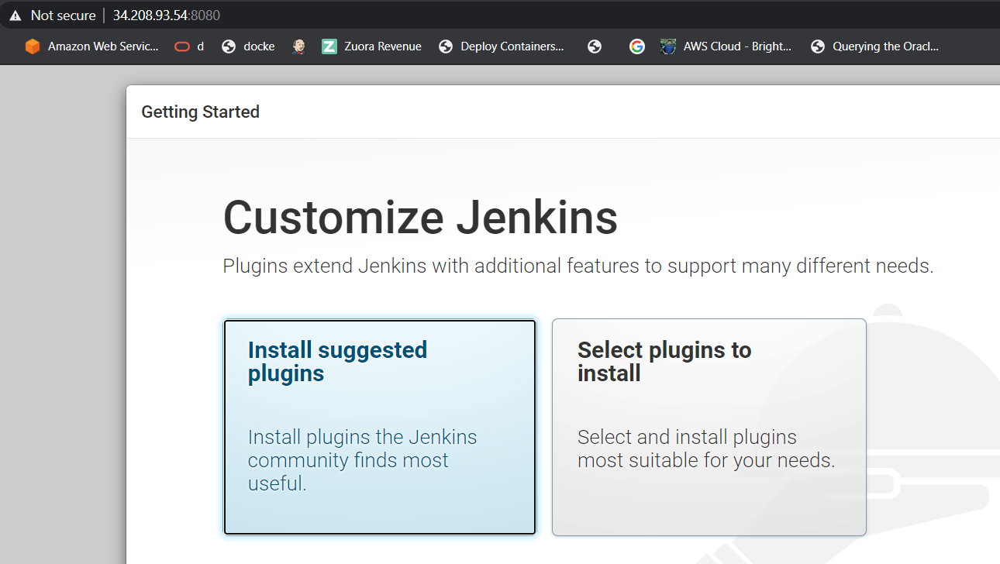 Not secure | 34.208.93.54:8080
Amazon Web Servic... d docke Zuora Revenue Deploy Containers... AWS Cloud - Bright... Querying the Oracl...
Getting Started
Customize Jenkins
Plugins extend Jenkins with additional features to support many different needs.
Install suggested
plugins
Install plugins the Jenkins
community finds most
useful.
Select plugins to
install
Select and install plugins
most suitable for your needs.